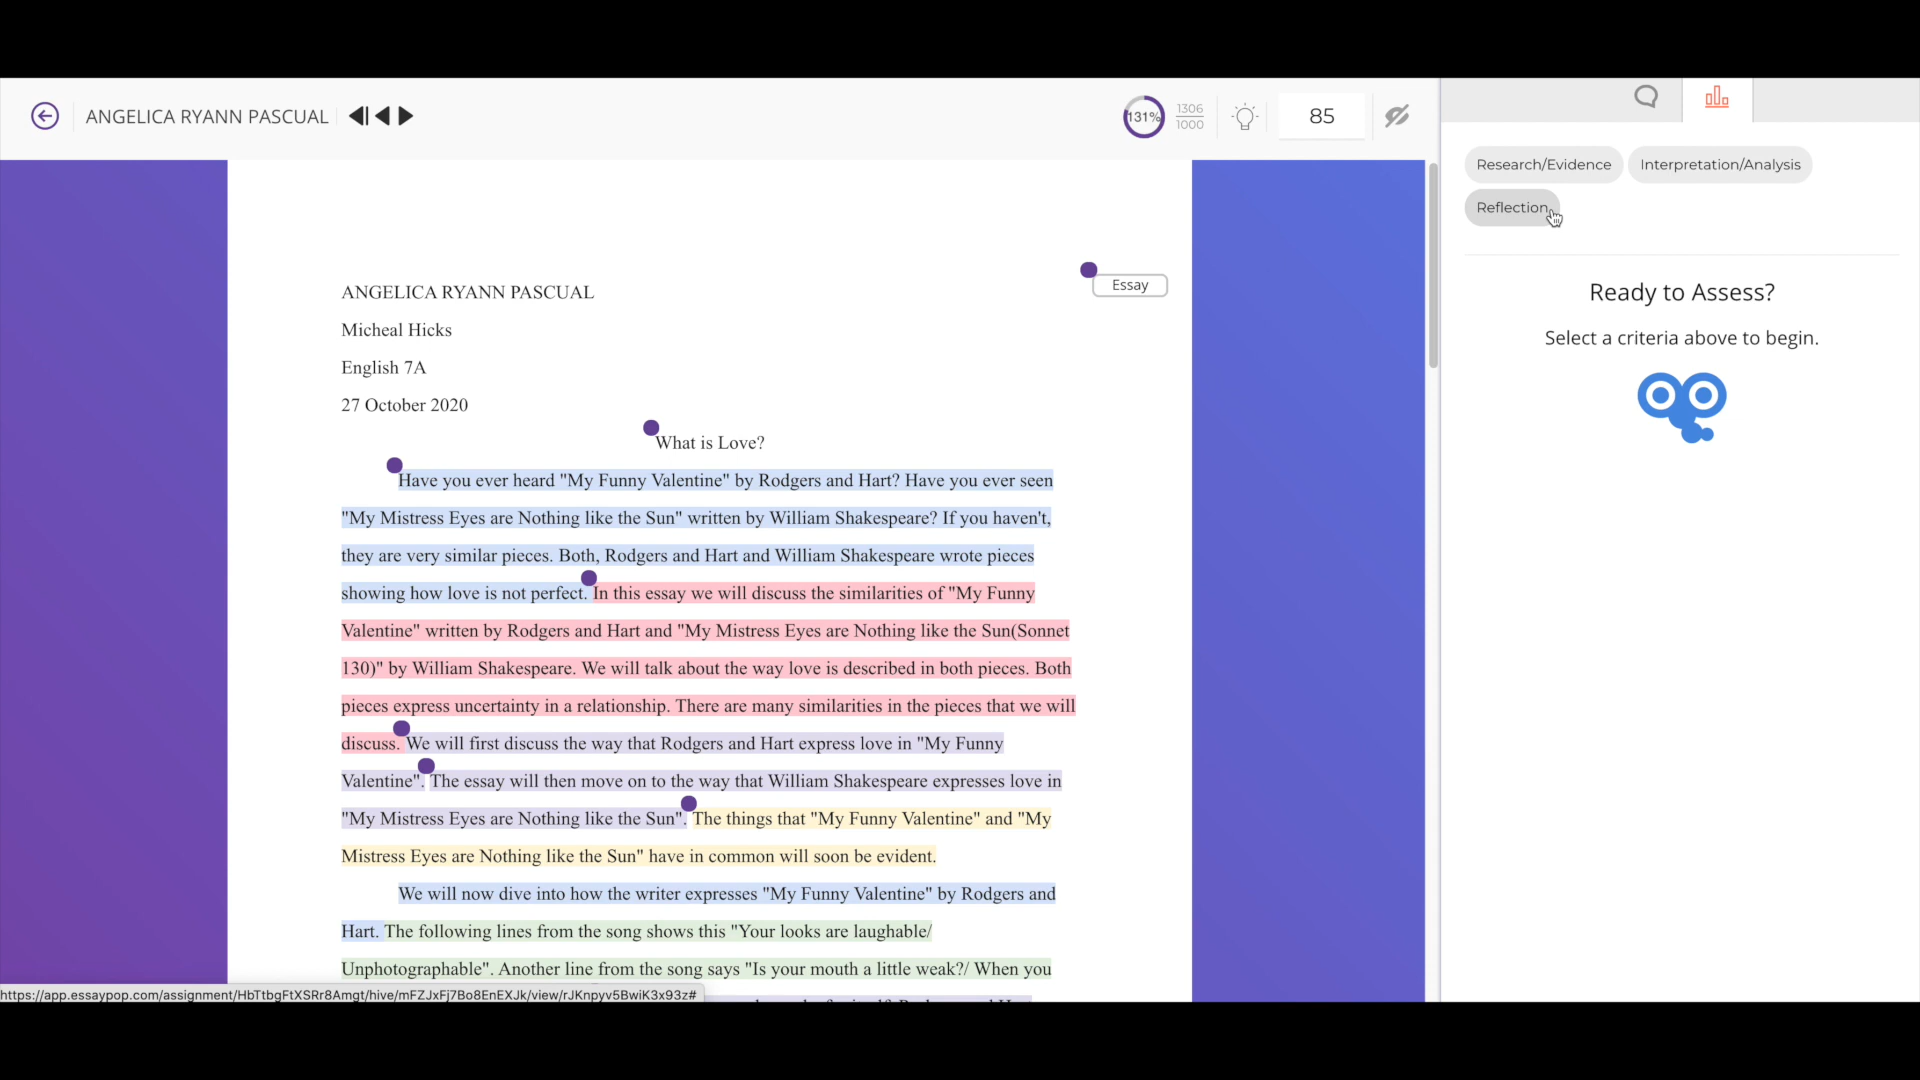 ANGELICA RYANN PASCUAL
131%
1306
1000
85
Research/Evidence
Interpretation/Analysis
Reflection
Ready to Assess?
Select a criteria above to begin.
Essay
ANGELICA RYANN PASCUAL
Micheal Hicks
English 7A
27 October 2020
What is Love?
Have you ever heard "My Funny Valentine" by Rodgers and Hart? Have you ever seen
"My Mistress Eyes are Nothing like the Sun" written by William Shakespeare? If you haven't,
they are very similar pieces. Both, Rodgers and Hart and William Shakespeare wrote pieces
showing how love is not perfect. In this essay we will discuss the similarities of "My Funny
Valentine" written by Rodgers and Hart and "My Mistress Eyes are Nothing like the Sun(Sonnet
130)" by William Shakespeare. We will talk about the way love is described in both pieces. Both
pieces express uncertainty in a relationship. There are many similarities in the pieces that we will
discuss. We will first discuss the way that Rodgers and Hart express love in "My Funny
Valentine". The essay will then move on to the way that William Shakespeare expresses love in
"My Mistress Eyes are Nothing like the Sun". The things that "My Funny Valentine" and "My
Mistress Eyes are Nothing like the Sun" have in common will soon be evident.
We will now dive into how the writer expresses "My Funny Valentine" by Rodgers and
Hart. The following lines from the song shows this "Your looks are laughable/
Unphotographable". Another line from the song says "Is your mouth a little weak?/ When you
https://app.essaypop.com/assignment/HbTtbgFtXSRr8Amgt/hive/mFZJxFj7Bo8EnEXJk/view/rJKnpyv5BwiK3x93z#